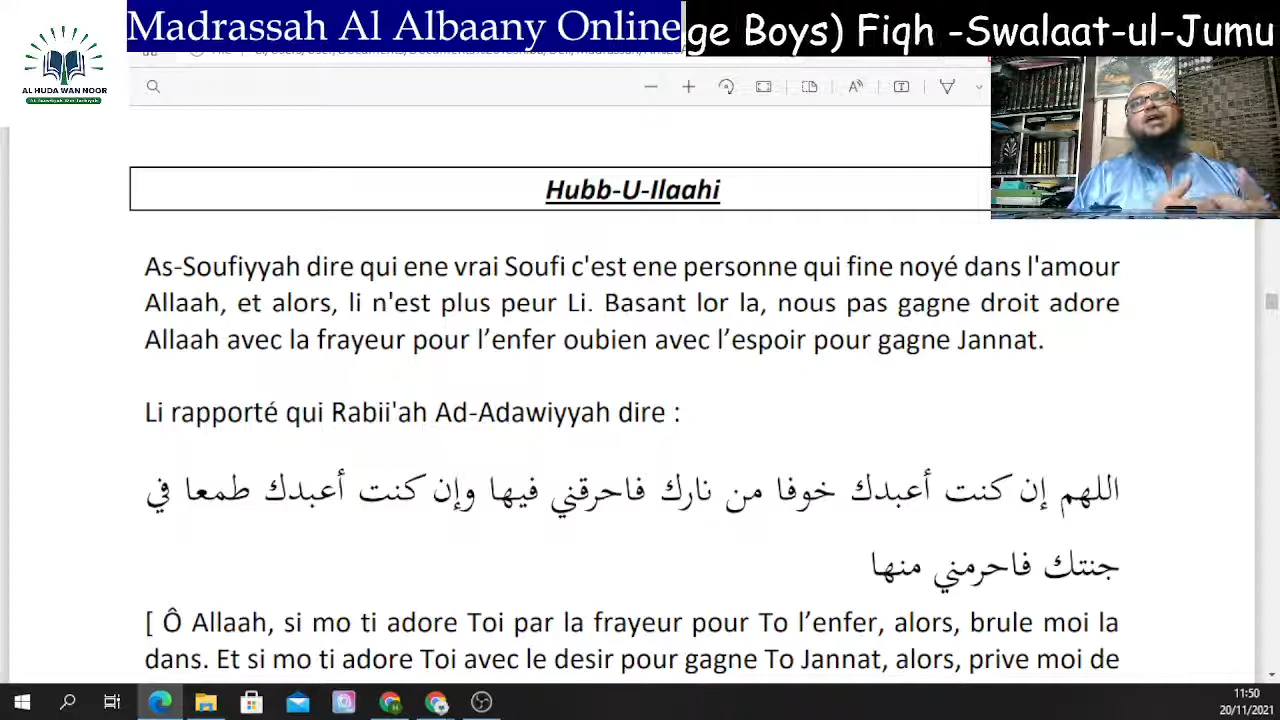 Madrassah Al Albaany Online
ge Boys) Fiqh -Swalaat-ul-Jumu
AL HUDA WAN NOOR
Hubb-U-Ilaahi
As-Soufiyyah dire qui ene vrai Soufi c'est ene personne qui fine noyé dans l'amour
Allaah, et alors, li n'est plus peur Li. Basant lor la, nous pas gagne droit adore
Allaah avec la frayeur pour l’enfer oubien avec l’espoir pour gagne Jannat.
Li rapporté qui Rabii'ah Ad-Adawiyyah dire :
اللهم إن كنت أعبدك خوفا من نارك فاحرقني فيها وإن كنت أعبدك طمعا في
جنتك فاحرمني منها
[ Ô Allaah, si mo ti adore Toi par la frayeur pour To l’enfer, alors, brule moi la
dans. Et si mo ti adore Toi avec le desir pour gagne To Jannat, alors, prive moi de
11:50
20/11/2021